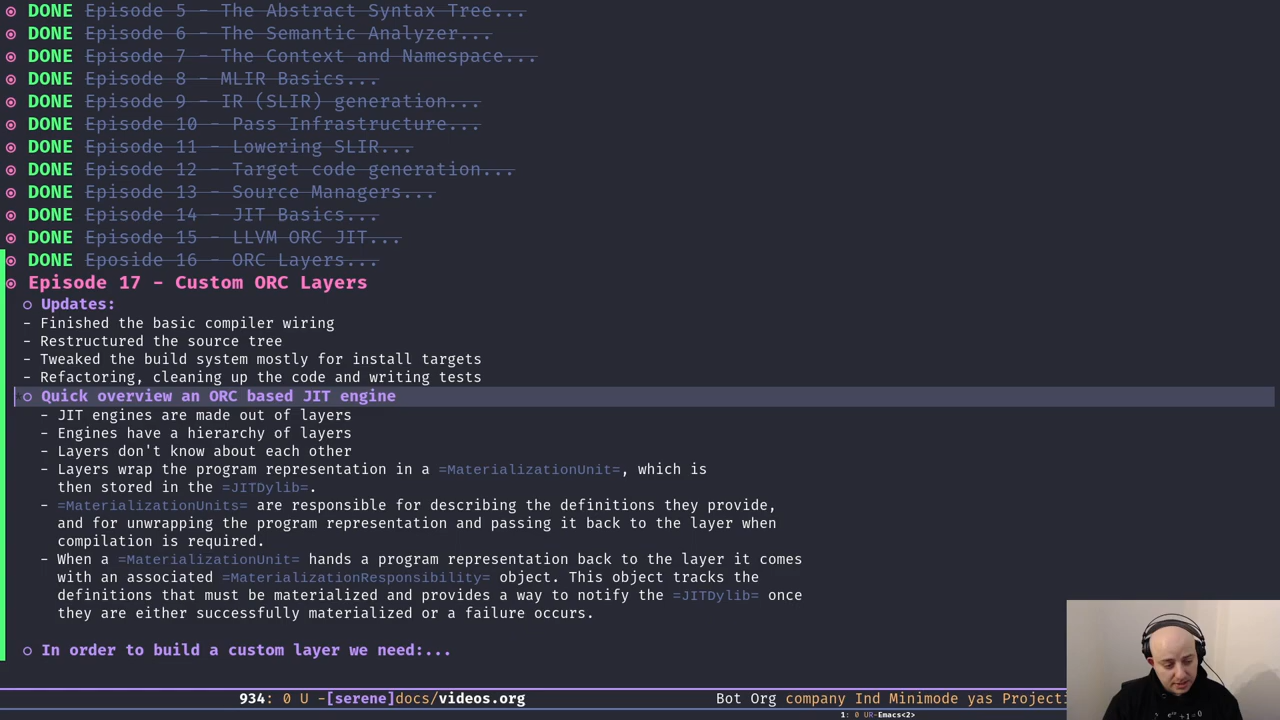 DONE Episode 5 - The Abstract Syntax Tree...
DONE Episode 6 - The Semantic Analyzer...
DONE Episode 7 - The Context and Namespace...
DONE Episode 8 - MLIR Basics...
DONE Episode 9 - IR (SLIR) generation...
DONE Episode 10 - Pass Infrastructure...
DONE Episode 11 - Lowering SLIR...
DONE Episode 12 - Target code generation...
DONE Episode 13 - Source Managers...
DONE Episode 14 - JIT Basics...
DONE Episode 15 - LLVM ORC JIT...
DONE Eposide 16 - ORC Layers...
Episode 17 - Custom ORC Layers
Updates:
- Finished the basic compiler wiring
- Restructured the source tree
- Tweaked the build system mostly for install targets
- Refactoring, cleaning up the code and writing tests
Quick overview an ORC based JIT engine
- JIT engines are made out of layers
- Engines have a hierarchy of layers
- Layers don't know about each other
- Layers wrap the program representation in a =MaterializationUnit=, which is
then stored in the =JITDylib=.
- =MaterializationUnits= are responsible for describing the definitions they provide,
and for unwrapping the program representation and passing it back to the layer when
compilation is required.
- When a =MaterializationUnit= hands a program representation back to the layer it comes
with an associated =MaterializationResponsibility= object. This object tracks the
definitions that must be materialized and provides a way to notify the =JITDylib= once
they are either successfully materialized or a failure occurs.
In order to build a custom layer we need:...
934: 0 U -[serene]docs/videos.org Bot Org company Ind Minimode yas Projecti
1: 0 UR-Emacs<2>